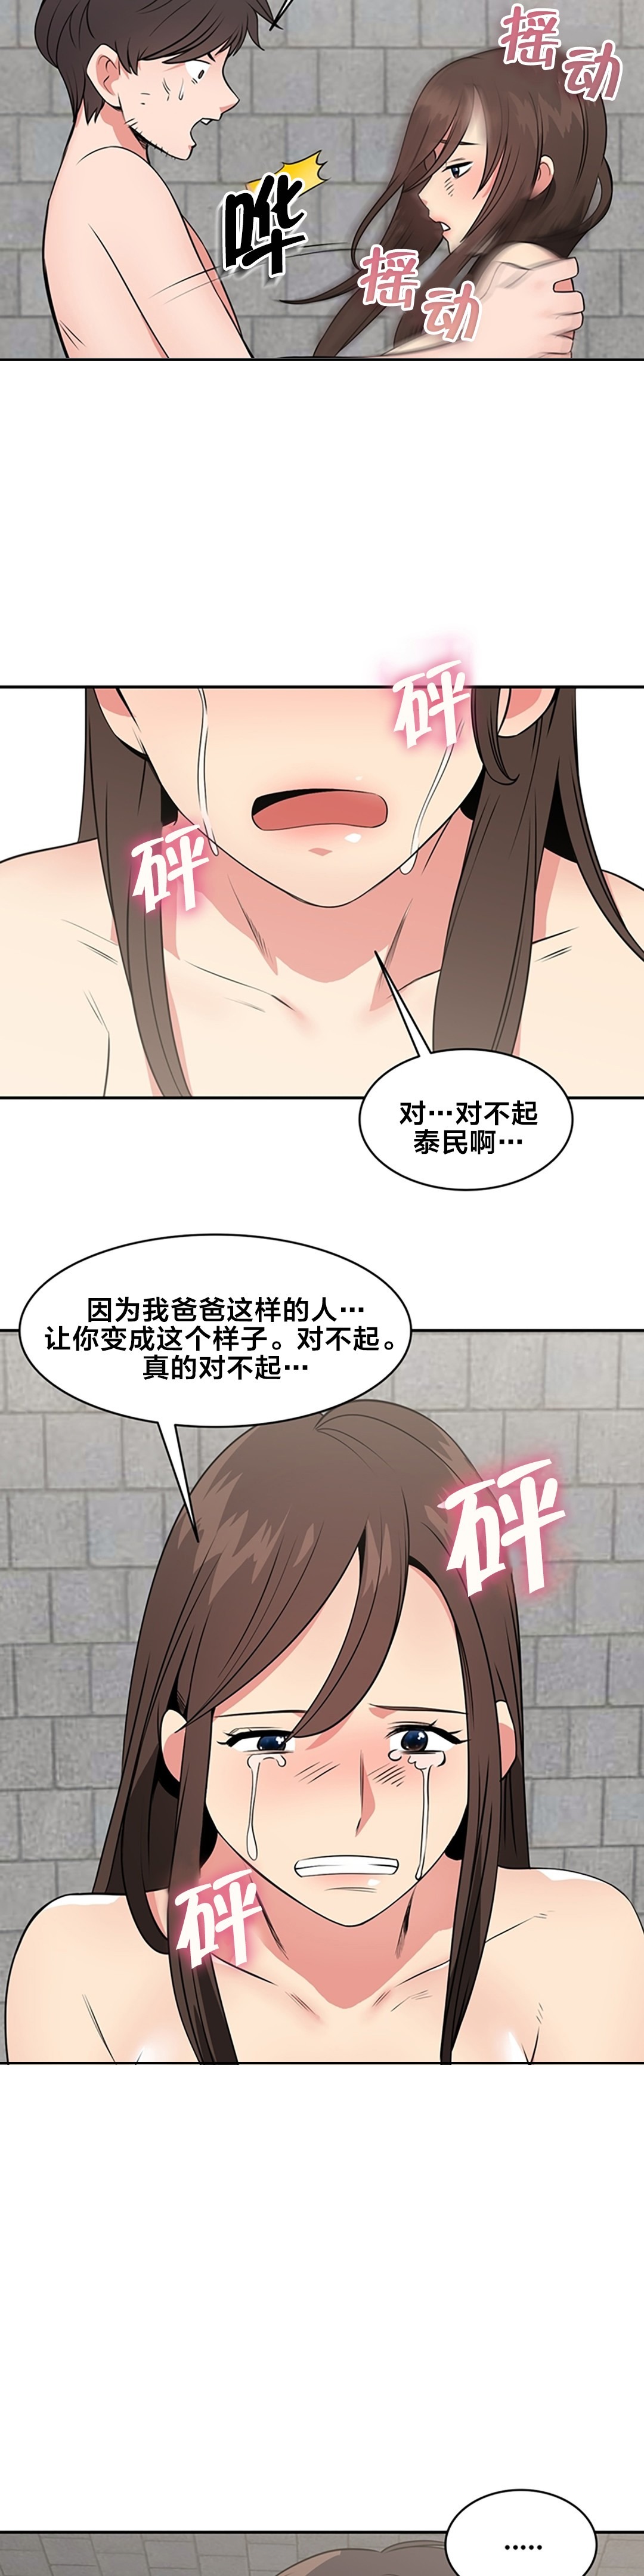 摇动
哗
摇动
砰
砰
对…对不起
泰民啊…
因为我爸爸这样的人…
让你变成这个样子。对不起。
真的对不起…
砰
砰
.....